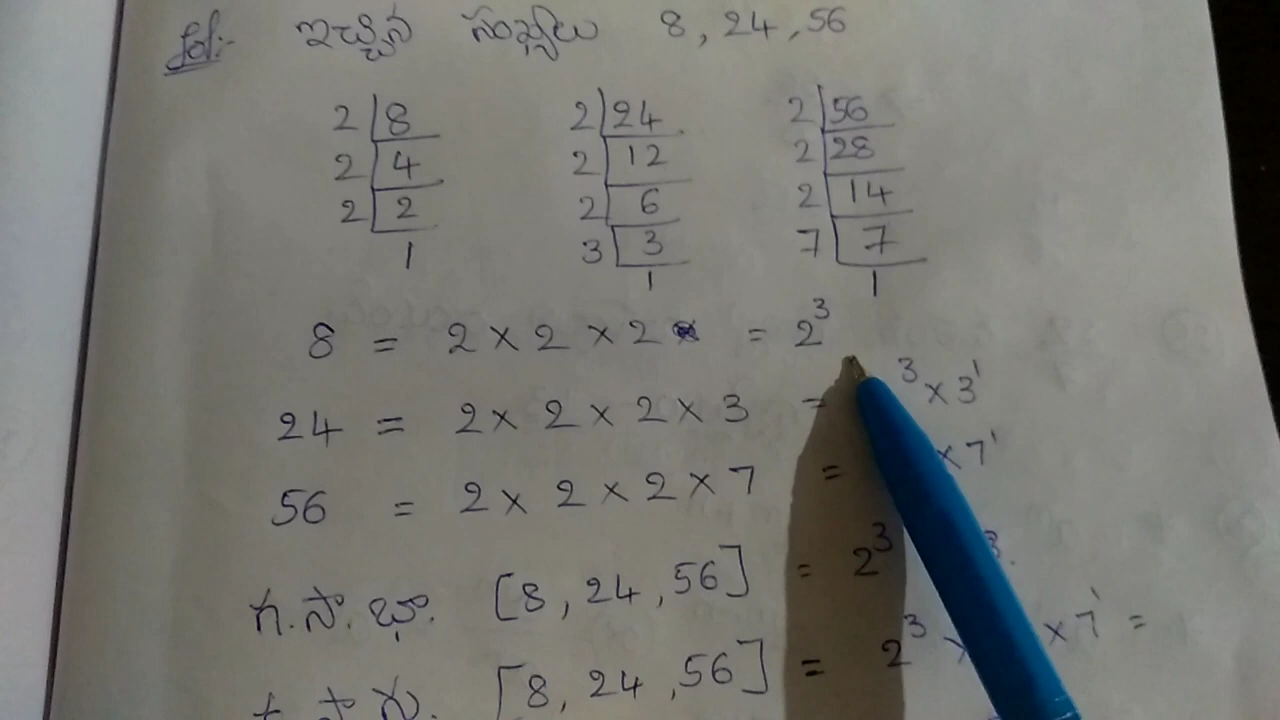 Sol:- ఇచ్చిన సంఖ్యలు 8, 24, 56
2 | 8 2 | 24 2 | 56
2 | 4 2 | 12 2 | 28
2 | 2 2 | 6 2 | 14
1 3 | 3 7 | 7
1 1
8 = 2 × 2 × 2 = 2³
24 = 2 × 2 × 2 × 3 = ³ × 3¹
56 = 2 × 2 × 2 × 7 = × 7¹
గ.సా.భా. [8, 24, 56] = 2³
[8, 24, 56] = 2³ × × 7¹ =